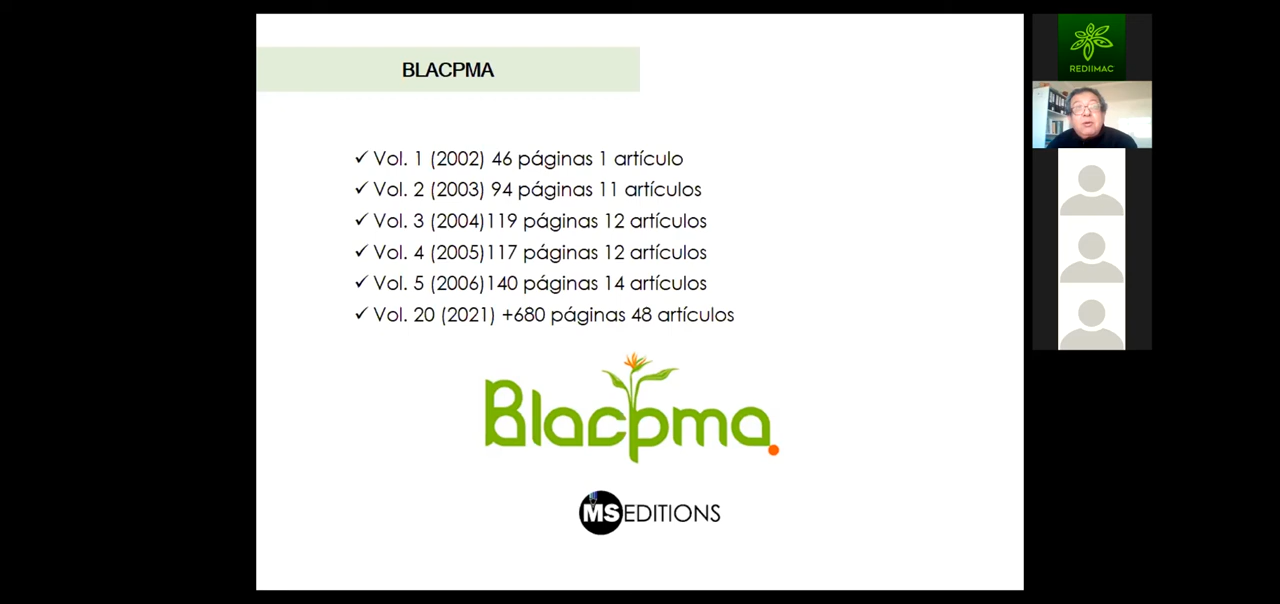 BLACPMA
Vol. 1 (2002) 46 páginas 1 artículo
Vol. 2 (2003) 94 páginas 11 artículos
Vol. 3 (2004)119 páginas 12 artículos
Vol. 4 (2005)117 páginas 12 artículos
Vol. 5 (2006)140 páginas 14 artículos
Vol. 20 (2021) +680 páginas 48 artículos
Blacpma
MS EDITIONS
REDIIMAC